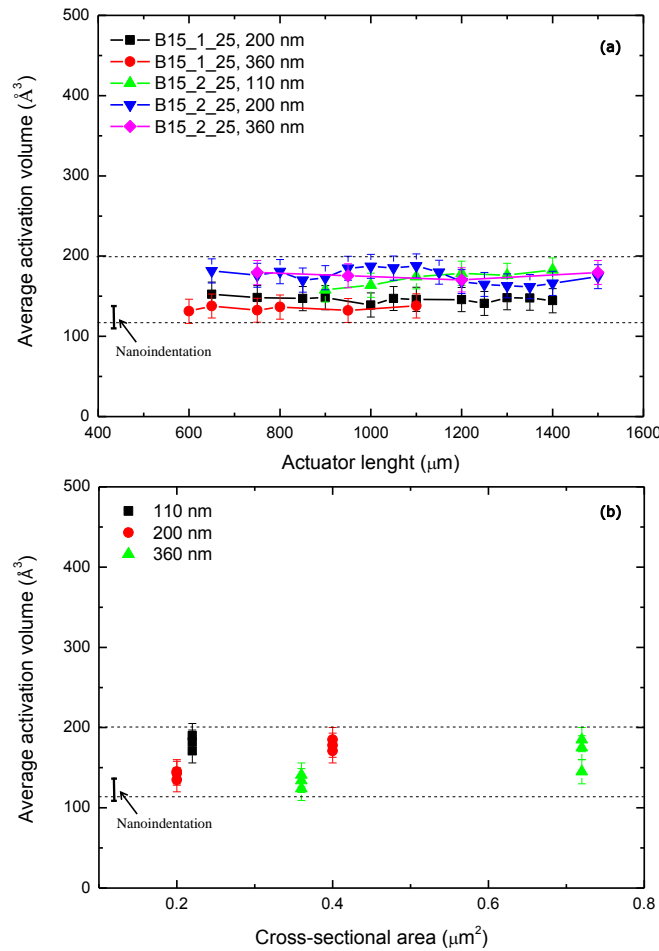 (a)
B15_1_25, 200 nm
B15_1_25, 360 nm
B15_2_25, 110 nm
B15_2_25, 200 nm
B15_2_25, 360 nm
Average activation volume (Å³)
500
400
300
200
100
0
Nanoindentation
400 600 800 1000 1200 1400 1600
Actuator lenght (μm)
(b)
110 nm
200 nm
360 nm
Average activation volume (Å³)
500
400
300
200
100
0
Nanoindentation
0.2 0.4 0.6 0.8
Cross-sectional area (μm²)